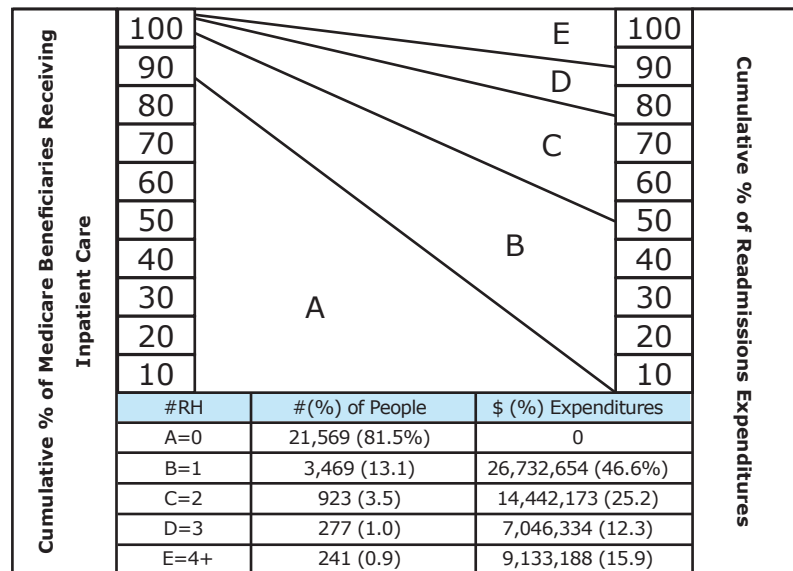 Cumulative % of Medicare Beneficiaries Receiving
Inpatient Care
100
90
80
70
60
50
40
30
20
10
E
D
C
B
A
100
90
80
70
60
50
40
30
20
10
Cumulative % of Readmissions Expenditures
#RH #(%) of People $ (%) Expenditures
A=0 21,569 (81.5%) 0
B=1 3,469 (13.1) 26,732,654 (46.6%)
C=2 923 (3.5) 14,442,173 (25.2)
D=3 277 (1.0) 7,046,334 (12.3)
E=4+ 241 (0.9) 9,133,188 (15.9)